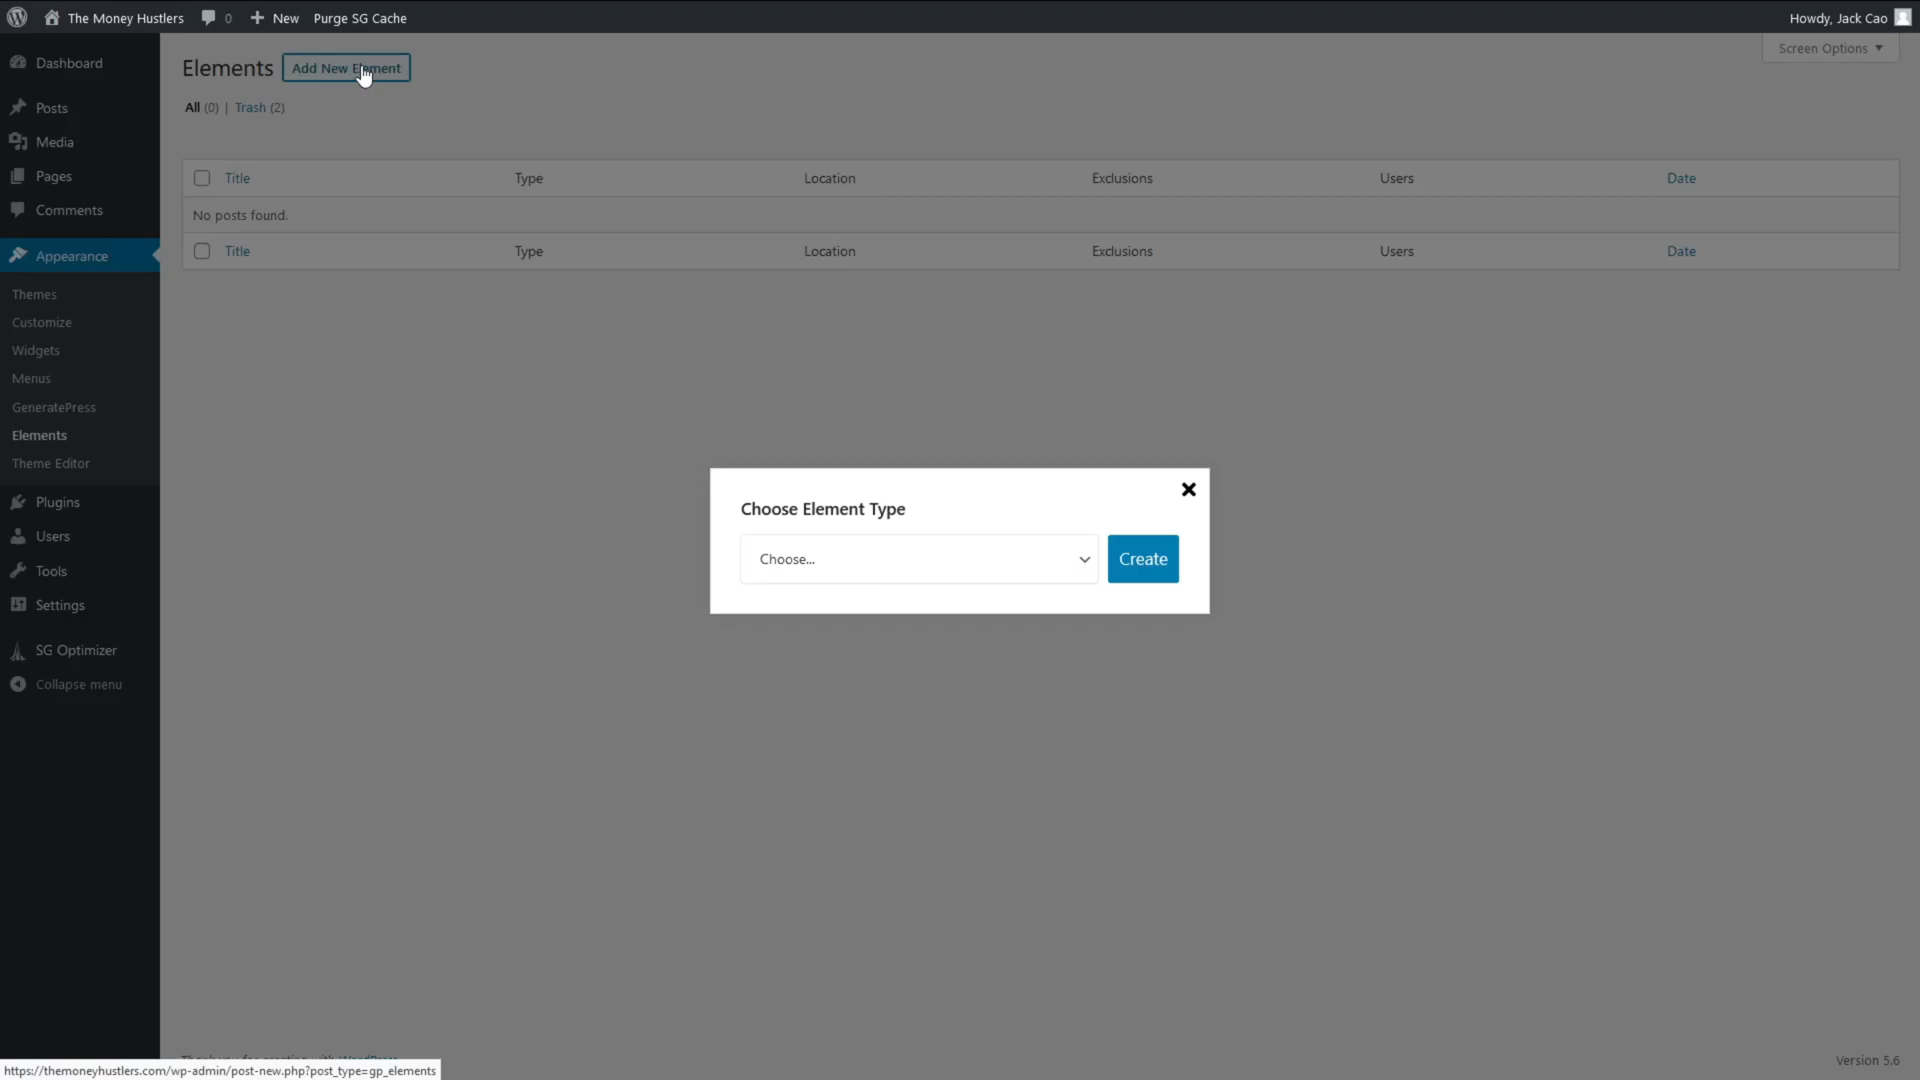 The Money Hustlers 0 New Purge SG Cache Howdy, Jack Cao
Screen Options
Dashboard
Posts
Media
Pages
Comments
Appearance
Themes
Customize
Widgets
Menus
GeneratePress
Elements
Theme Editor
Plugins
Users
Tools
Settings
SG Optimizer
Collapse menu
Elements Add New Element
All (0) | Trash (2)
Title Type Location Exclusions Users Date
No posts found.
Title Type Location Exclusions Users Date
Choose Element Type
Choose... Create
Version 5.6
https://themoneyhustlers.com/wp-admin/post-new.php?post_type=gp_elements